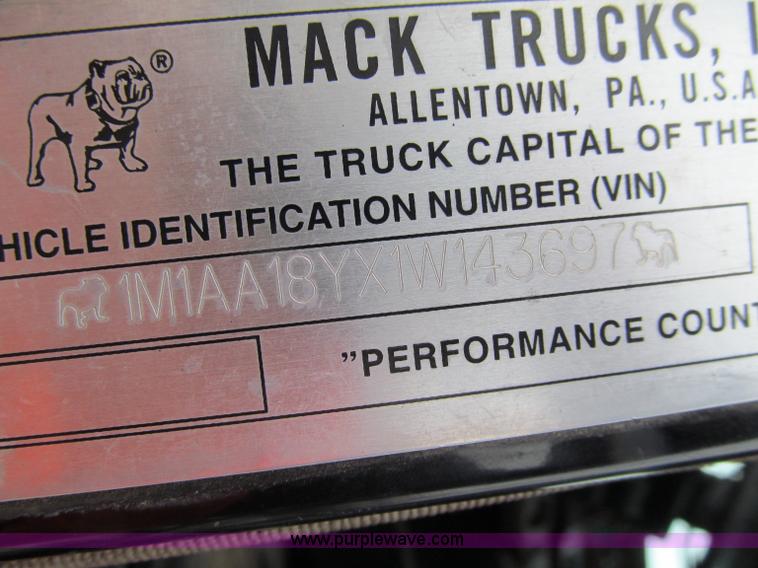 ®
MACK TRUCKS,
ALLENTOWN, PA., U.S.A
THE TRUCK CAPITAL OF THE
HICLE IDENTIFICATION NUMBER (VIN)
1M1AA18YX1W143697
"PERFORMANCE COUNT
www.purplewave.com